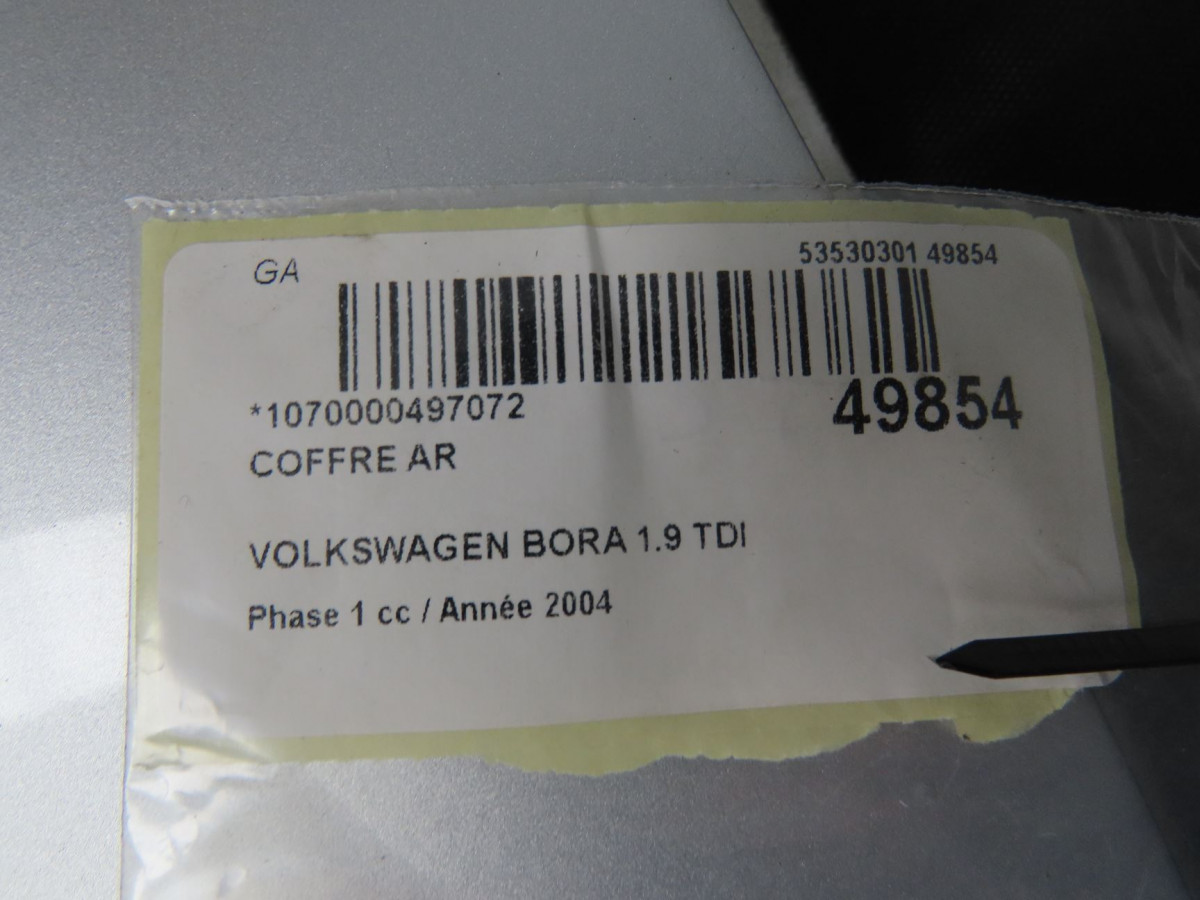 GA
53530301 49854
*1070000497072
49854
COFFRE AR
VOLKSWAGEN BORA 1.9 TDI
Phase 1 cc / Année 2004